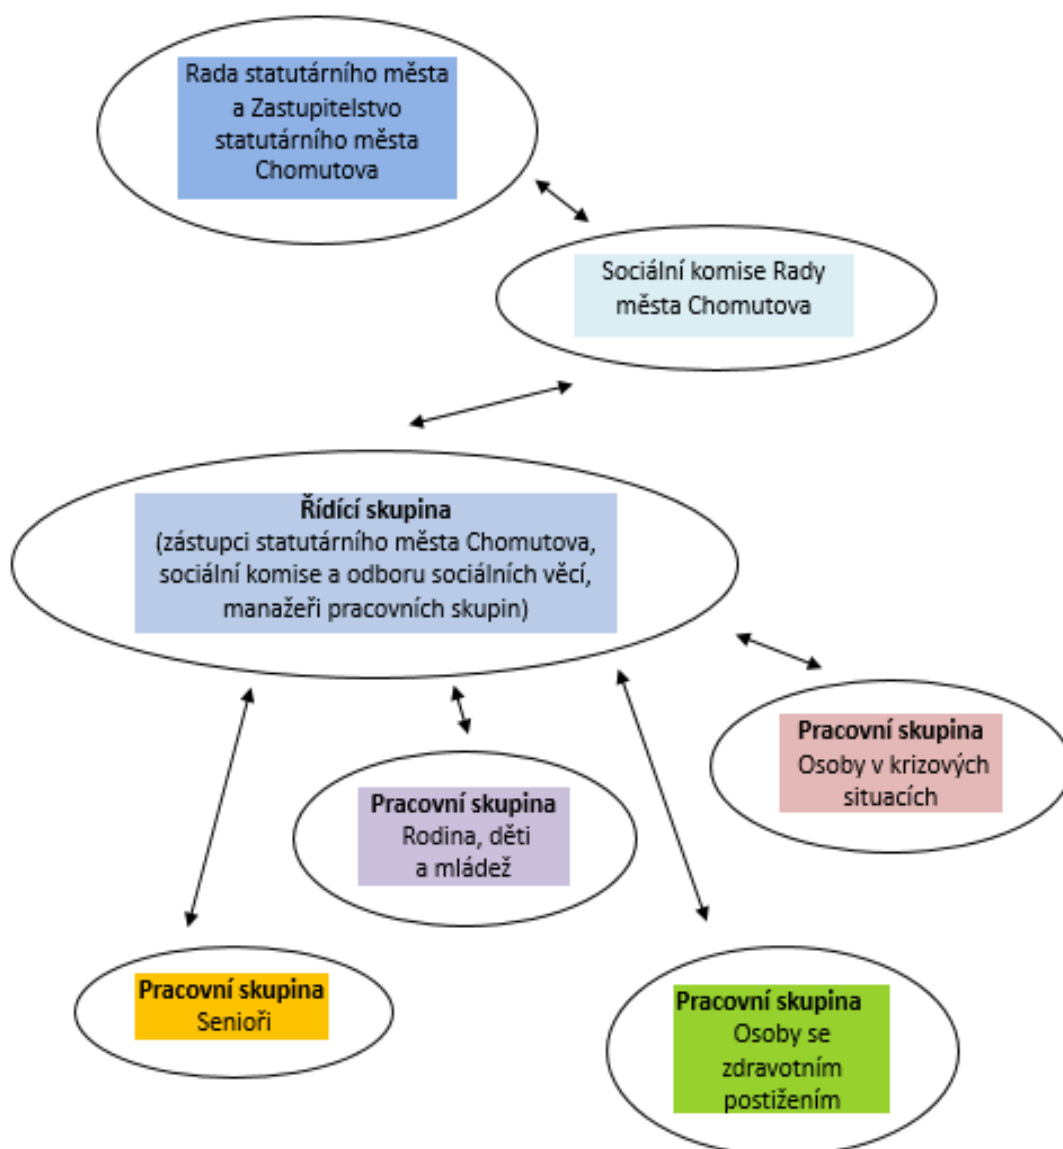 Rada statutárního města
a Zastupitelstvo
statutárního města
Chomutova
Sociální komise Rady
města Chomutova
Řídící skupina
(zástupci statutárního města Chomutova,
sociální komise a odboru sociálních věcí,
manažeři pracovních skupin)
Pracovní skupina
Osoby v krizových
situacích
Pracovní skupina
Rodina, děti
a mládež
Pracovní skupina
Senioři
Pracovní skupina
Osoby se
zdravotním
postižením